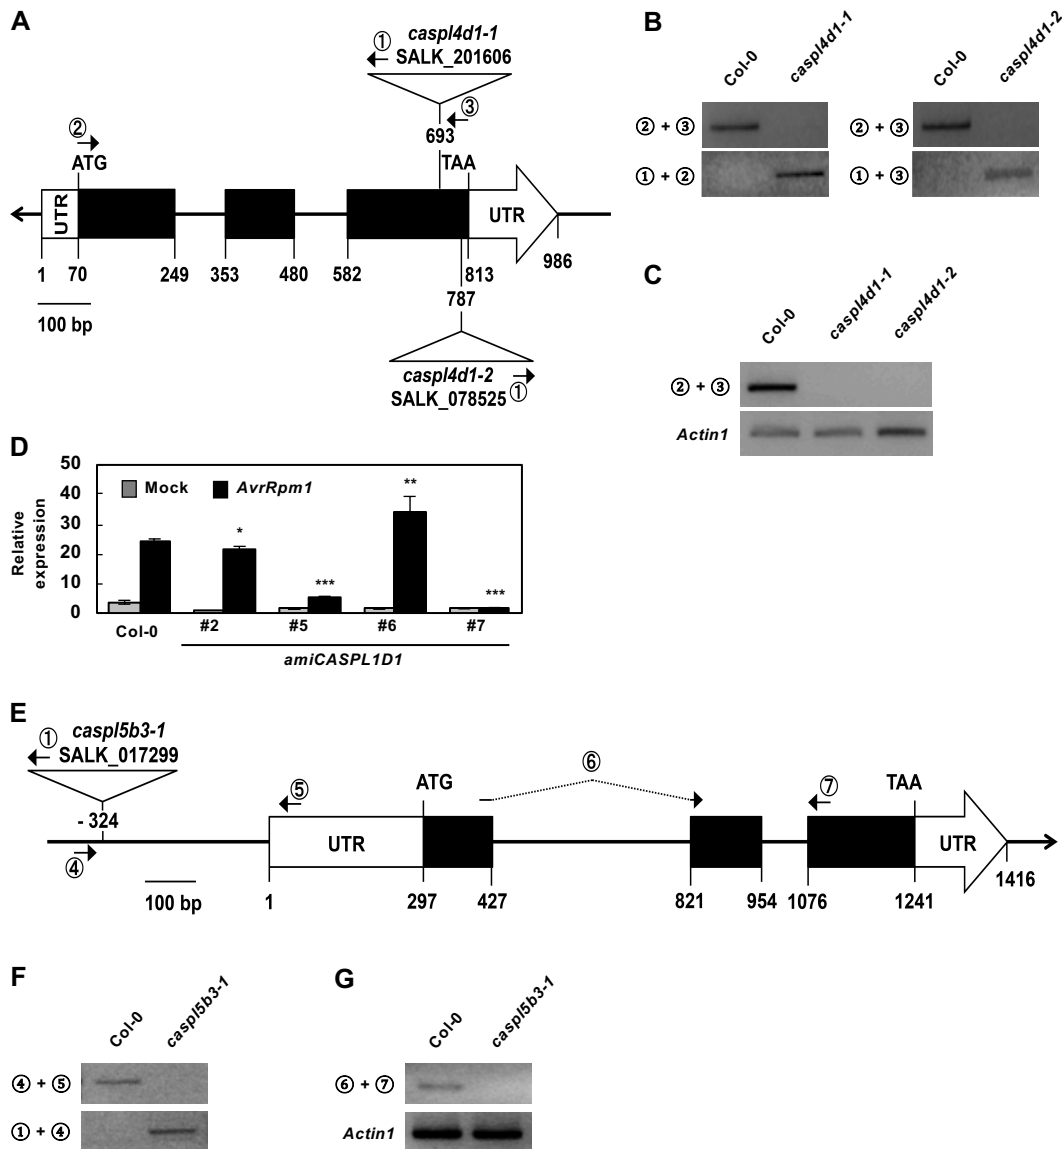 A
① caspl4d1-1
SALK_201606
② ③
693
ATG TAA
UTR UTR
1 70 249 353 480 582 813 986
787
100 bp
caspl4d1-2
SALK_078525 ①
B
Col-0 caspl4d1-1 Col-0 caspl4d1-2
② + ③ ② + ③
① + ② ① + ③
C
Col-0 caspl4d1-1 caspl4d1-2
② + ③
Actin1
D
Relative
expression
50
40
30
20
10
0
Mock AvrRpm1
* *** ** ***
Col-0 #2 #5 #6 #7
amiCASPL1D1
E
① caspl5b3-1
SALK_017299
- 324
④ ⑤ ⑥ ⑦
ATG TAA
UTR UTR
100 bp
1 297 427 821 954 1076 1241 1416
F
Col-0 caspl5b3-1
④ + ⑤
① + ④
G
Col-0 caspl5b3-1
⑥ + ⑦
Actin1